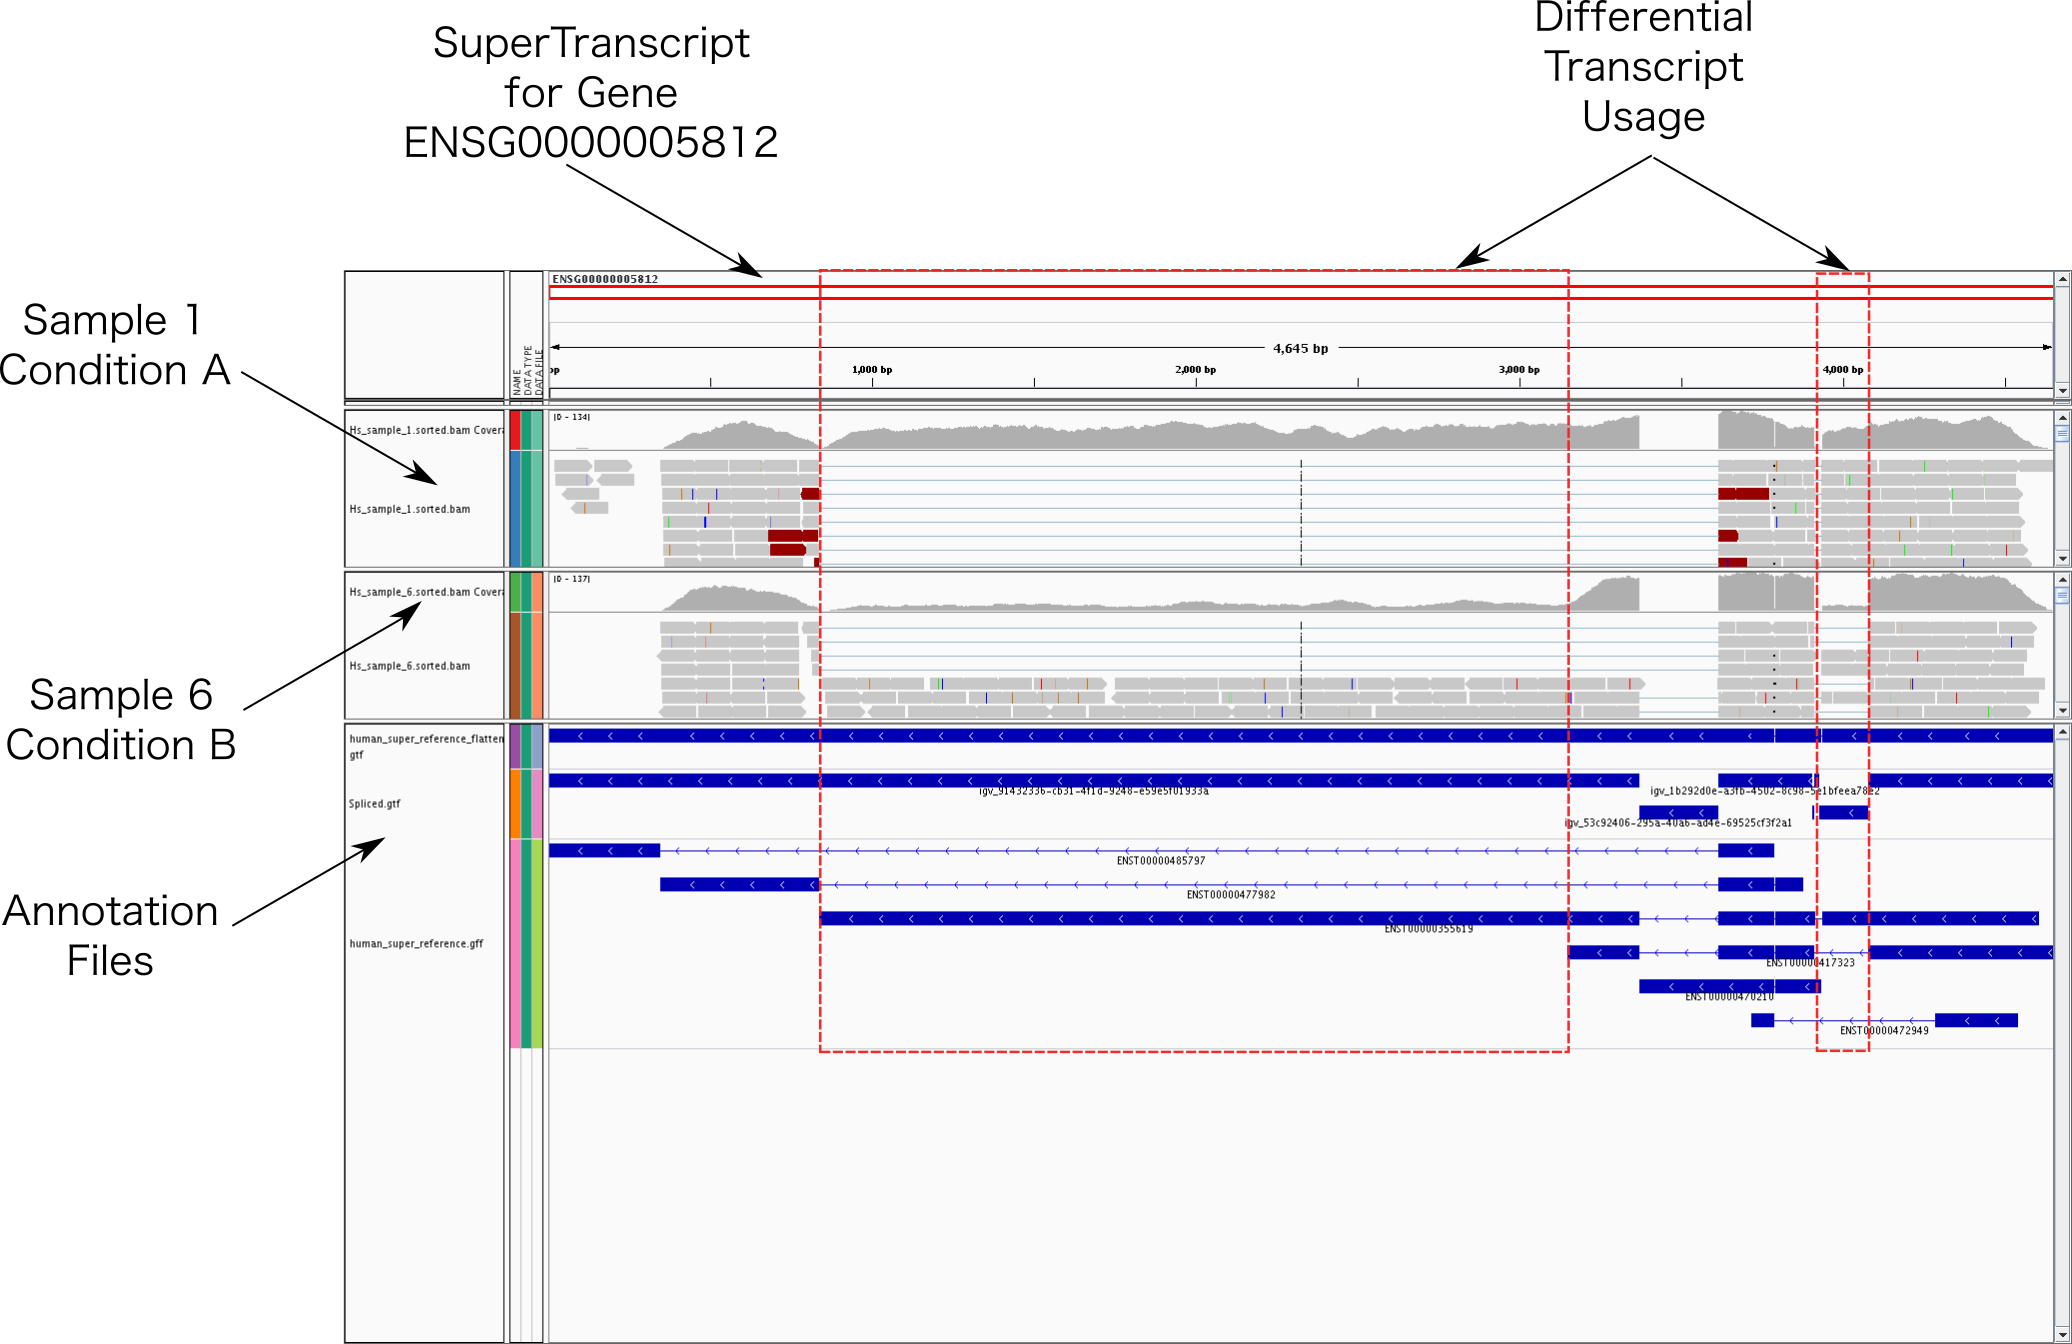 SuperTranscript
for Gene
ENSG0000005812
Differential
Transcript
Usage
Sample 1
Condition A
Sample 6
Condition B
Annotation
Files
ENSG00000005812
NAME
DATA TYPE
DATA FILE
4,645 bp
bp
1,000 bp
2,000 bp
3,000 bp
4,000 bp
Hs_sample_1.sorted.bam Covera
[0 - 134]
Hs_sample_1.sorted.bam
Hs_sample_6.sorted.bam Covera
[0 - 137]
Hs_sample_6.sorted.bam
human_super_reference_flatten
gtf
Spliced.gtf
igv_91432336-cb31-4f1d-9248-e59e5f01933a
igv_1b292d0e-a3fb-4502-8c98-5e1bfeea78e2
igv_53c92406-295a-40a6-ad4e-69525cf3f2a1
human_super_reference.gff
ENST00000485797
ENST00000477982
ENST00000355619
ENST00000417323
ENST00000470210
ENST00000472949